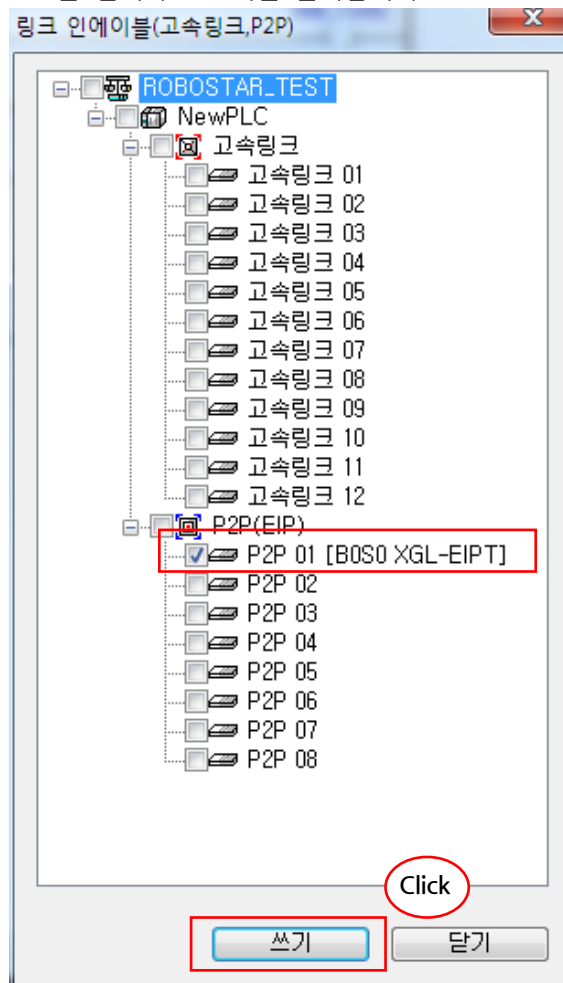 링크 인에이블(고속링크,P2P)
ROBOSTAR_TEST
NewPLC
고속링크
고속링크 01
고속링크 02
고속링크 03
고속링크 04
고속링크 05
고속링크 06
고속링크 07
고속링크 08
고속링크 09
고속링크 10
고속링크 11
고속링크 12
P2P(EIP)
P2P 01 [B0S0 XGL-EIPT]
P2P 02
P2P 03
P2P 04
P2P 05
P2P 06
P2P 07
P2P 08
Click
쓰기 닫기